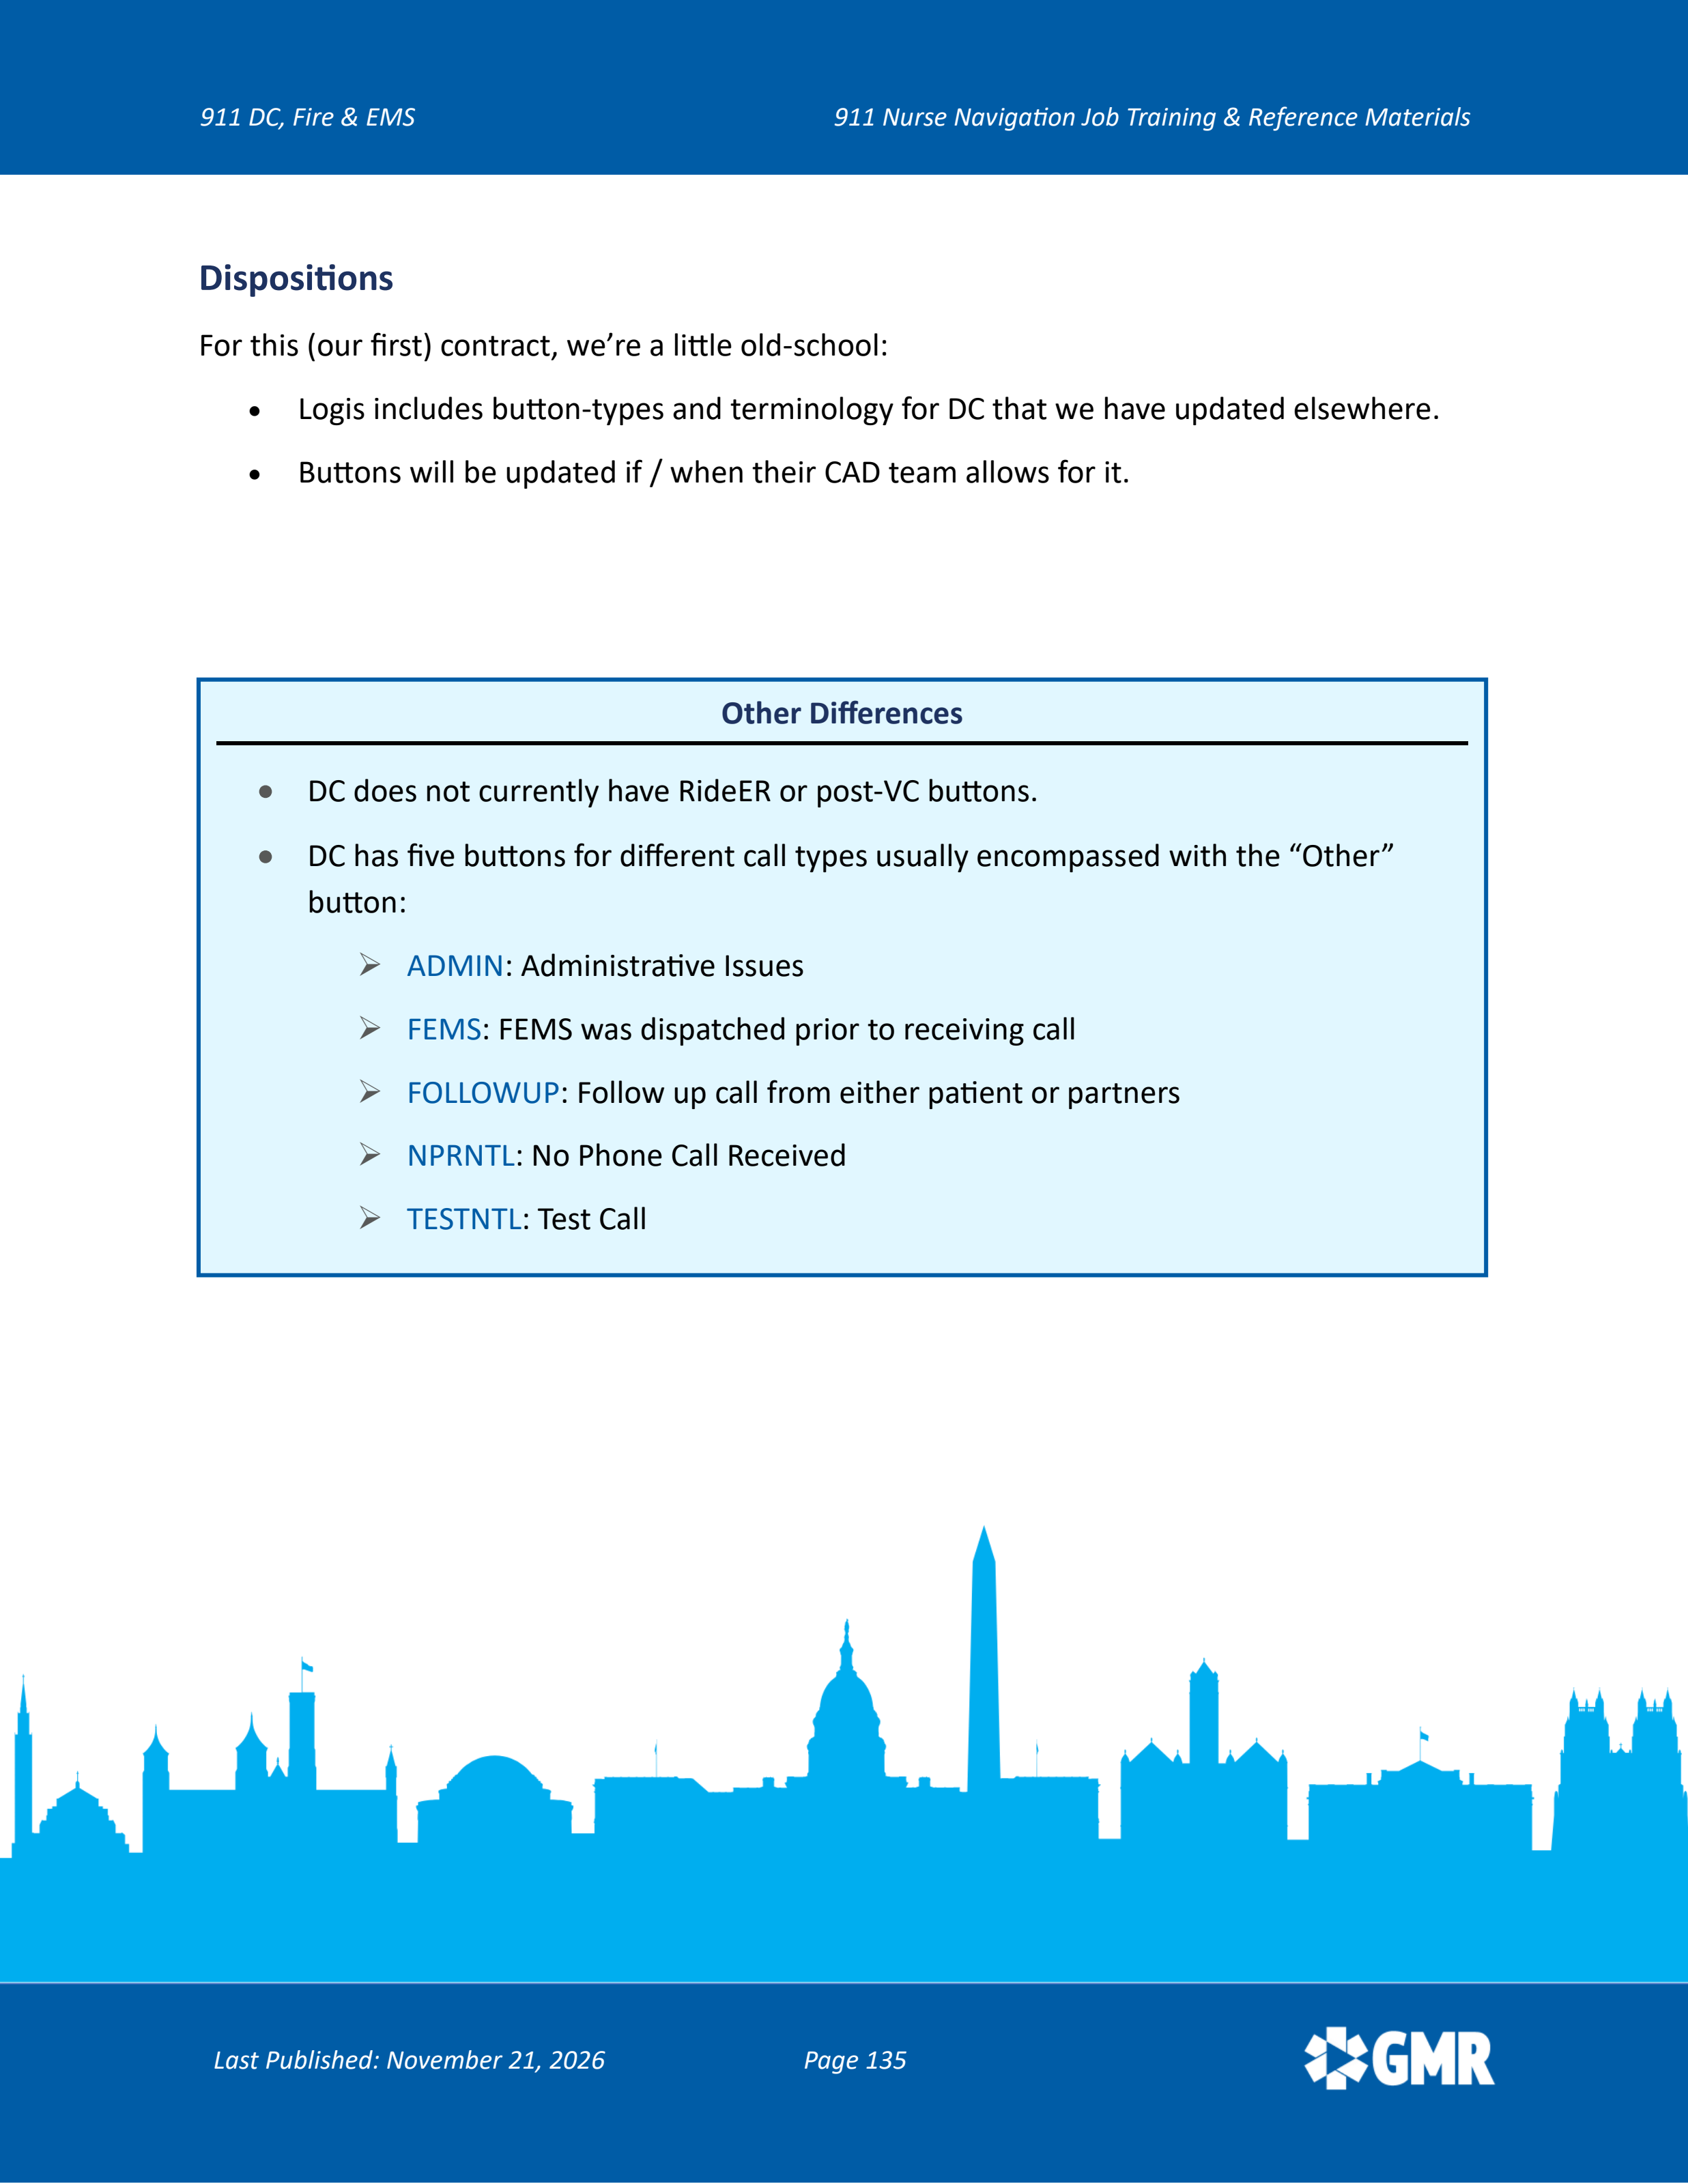 911 DC, Fire & EMS
911 Nurse Navigation Job Training & Reference Materials
Dispositions
For this (our first) contract, we’re a little old-school:
• Logis includes button-types and terminology for DC that we have updated elsewhere.
• Buttons will be updated if / when their CAD team allows for it.
Other Differences
• DC does not currently have RideER or post-VC buttons.
• DC has five buttons for different call types usually encompassed with the “Other”
button:
➢ ADMIN: Administrative Issues
➢ FEMS: FEMS was dispatched prior to receiving call
➢ FOLLOWUP: Follow up call from either patient or partners
➢ NPRNTL: No Phone Call Received
➢ TESTNTL: Test Call
Last Published: November 21, 2026
Page 135
GMR